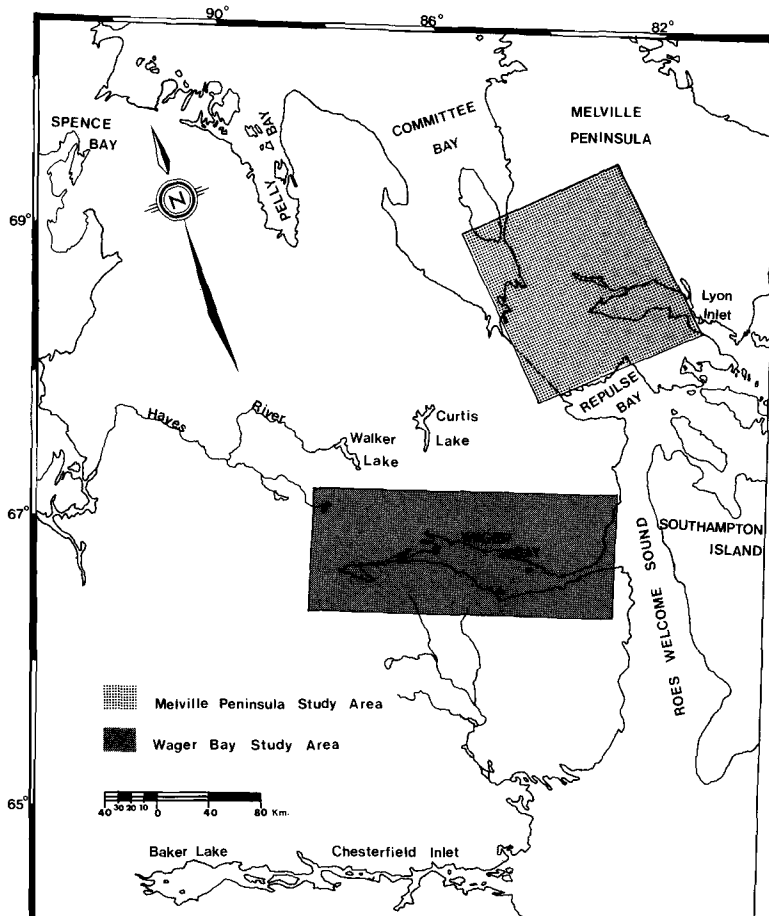 90°
86°
82°
SPENCE
BAY
PELLY BAY
COMMITTEE
BAY
MELVILLE
PENINSULA
N
69°
Lyon
Inlet
REPULSE
BAY
Hayes River
Curtis
Lake
Walker
Lake
67°
WAGER
BAY
SOUTHAMPTON
ISLAND
ROES WELCOME SOUND
Melville Peninsula Study Area
Wager Bay Study Area
65°
40 30 20 10 0 40 80 Km.
Baker Lake
Chesterfield Inlet